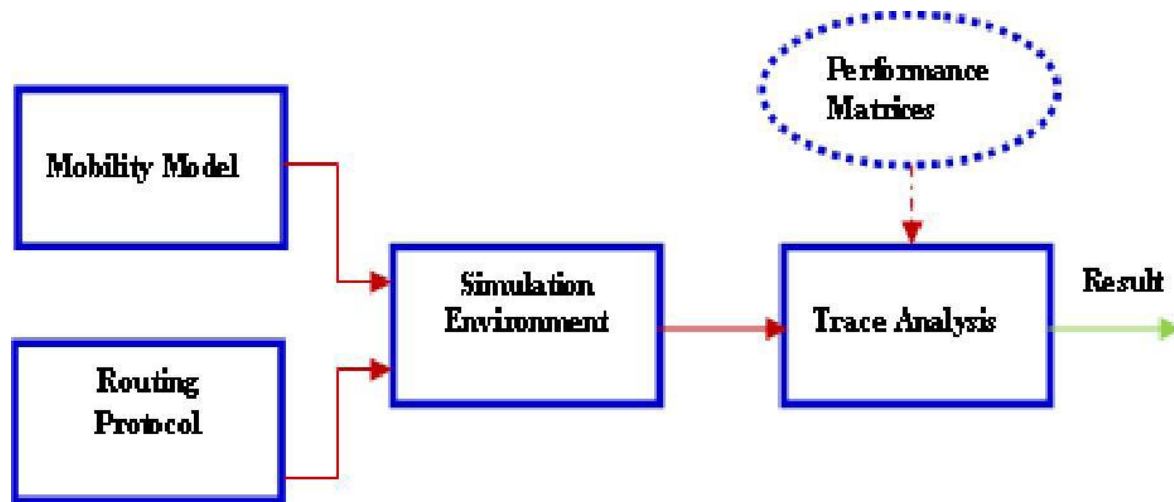 Performance
Matrices
Mobility Model
Simulation
Environment
Trace Analysis
Result
Routing
Protocol